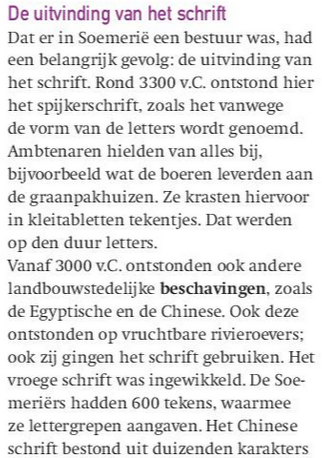 De uitvinding van het schrift
Dat er in Soemerië een bestuur was, had
een belangrijk gevolg: de uitvinding van
het schrift. Rond 3300 v.C. ontstond hier
het spijkerschrift, zoals het vanwege
de vorm van de letters wordt genoemd.
Ambtenaren hielden van alles bij,
bijvoorbeeld wat de boeren leverden aan
de graanpakhuizen. Ze krasten hiervoor
in kleitabletten tekentjes. Dat werden
op den duur letters.
Vanaf 3000 v.C. ontstonden ook andere
landbouwstedelijke beschavingen, zoals
de Egyptische en de Chinese. Ook deze
ontstonden op vruchtbare rivieroevers;
ook zij gingen het schrift gebruiken. Het
vroege schrift was ingewikkeld. De Soe-
meriërs hadden 600 tekens, waarmee
ze lettergrepen aangaven. Het Chinese
schrift bestond uit duizenden karakters